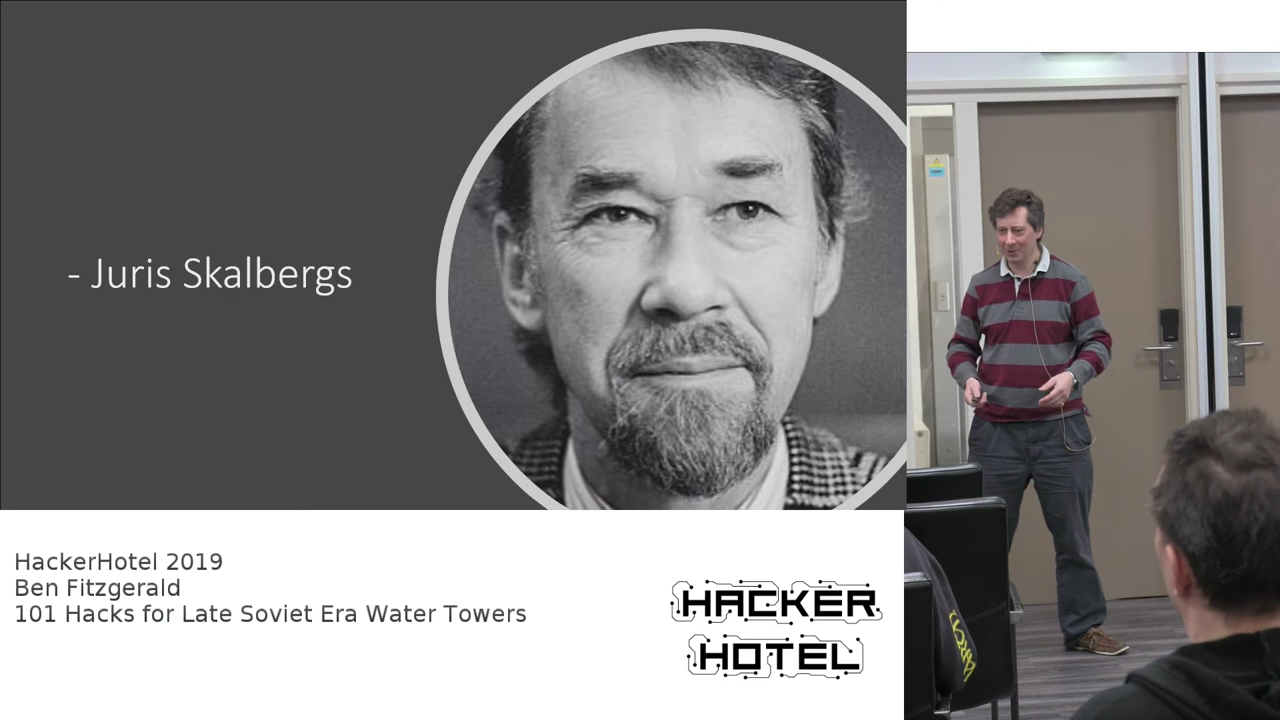 - Juris Skalbergs
HackerHotel 2019
Ben Fitzgerald
101 Hacks for Late Soviet Era Water Towers
HACKER
HOTEL